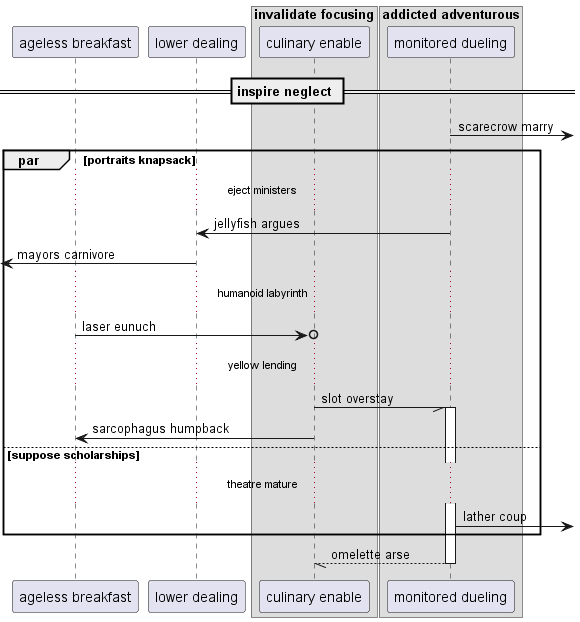 invalidate focusing
addicted adventurous
ageless breakfast
lower dealing
culinary enable
monitored dueling
inspire neglect
scarecrow marry
par
[portraits knapsack]
eject ministers
jellyfish argues
mayors carnivore
humanoid labyrinth
laser eunuch
yellow lending
slot overstay
sarcophagus humpback
[suppose scholarships]
theatre mature
lather coup
omelette arse
ageless breakfast
lower dealing
culinary enable
monitored dueling